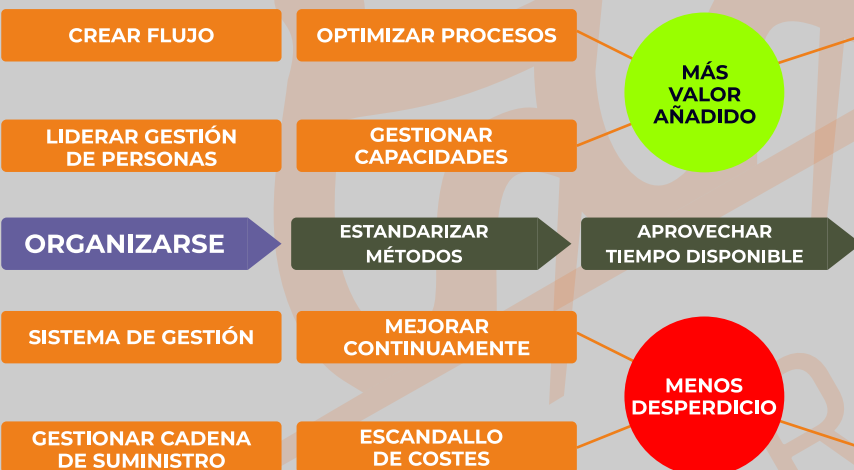 CREAR FLUJO
OPTIMIZAR PROCESOS
MÁS
VALOR
AÑADIDO
LIDERAR GESTIÓN
DE PERSONAS
GESTIONAR
CAPACIDADES
ORGANIZARSE
ESTANDARIZAR
MÉTODOS
APROVECHAR
TIEMPO DISPONIBLE
SISTEMA DE GESTIÓN
MEJORAR
CONTINUAMENTE
MENOS
DESPERDICIO
GESTIONAR CADENA
DE SUMINISTRO
ESCANDALLO
DE COSTES